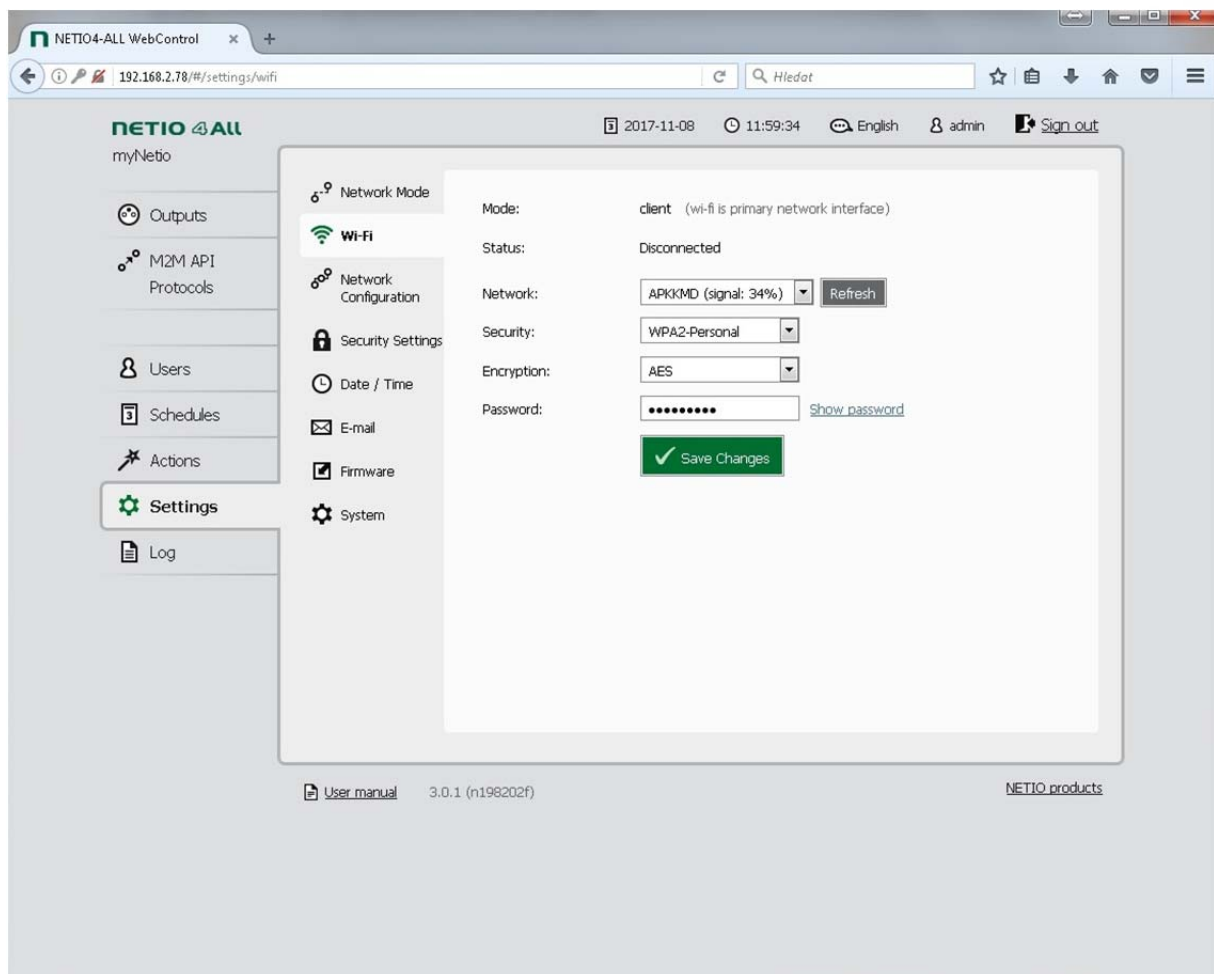 NETIO4-ALL WebControl
192.168.2.78/#/settings/wifi
Hledat
NETIO 4All
myNetio
2017-11-08
11:59:34
English
admin
Sign out
Outputs
M2M API
Protocols
Users
Schedules
Actions
Settings
Log
Network Mode
Wi-Fi
Network
Configuration
Security Settings
Date / Time
E-mail
Firmware
System
Mode: client (wi-fi is primary network interface)
Status: Disconnected
Network: APKKMD (signal: 34%) Refresh
Security: WPA2-Personal
Encryption: AES
Password: ••••••••• Show password
Save Changes
User manual 3.0.1 (n198202f)
NETIO products